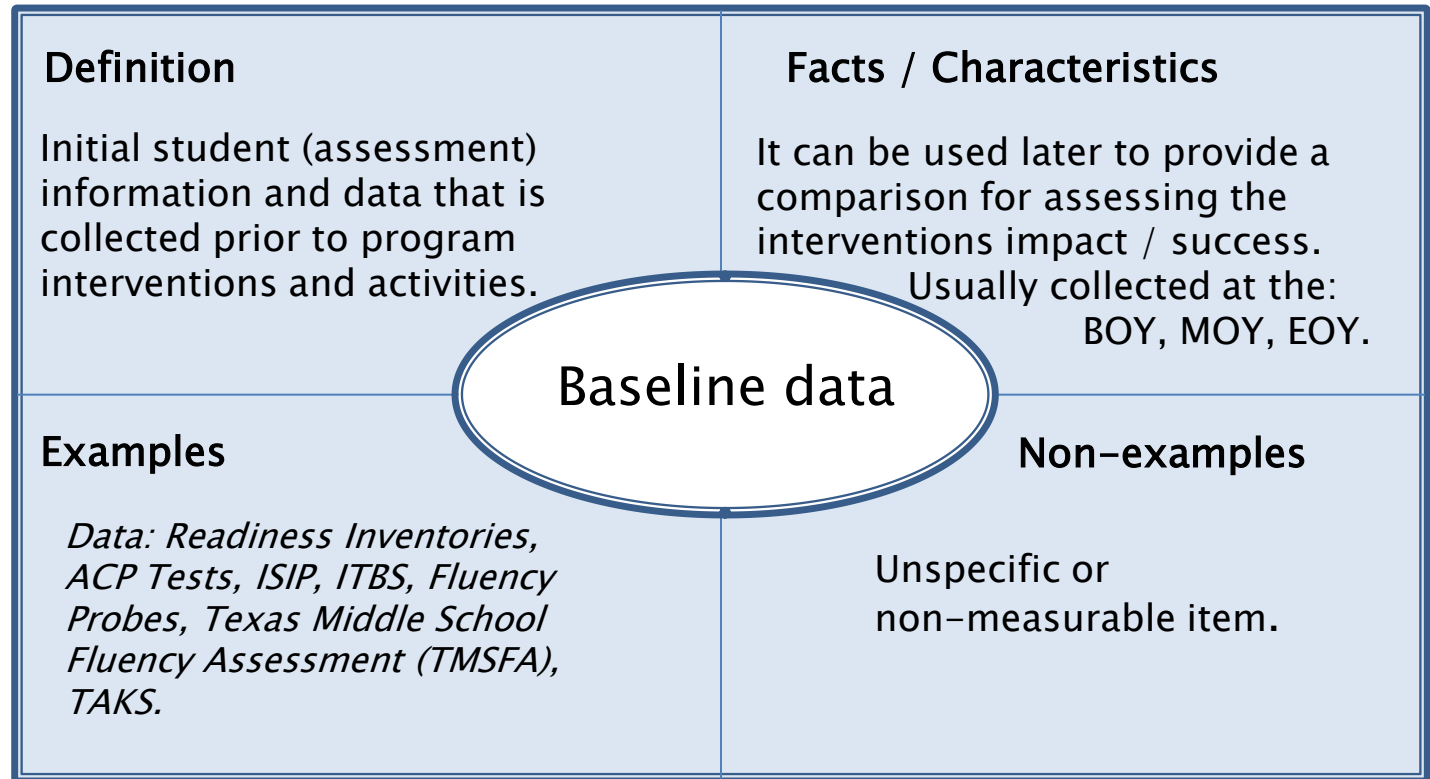 Definition
Initial student (assessment)
information and data that is
collected prior to program
interventions and activities.
Facts / Characteristics
It can be used later to provide a
comparison for assessing the
interventions impact / success.
Usually collected at the:
BOY, MOY, EOY.
Baseline data
Examples
Data: Readiness Inventories,
ACP Tests, ISIP, ITBS, Fluency
Probes, Texas Middle School
Fluency Assessment (TMSFA),
TAKS.
Non-examples
Unspecific or
non-measurable item.